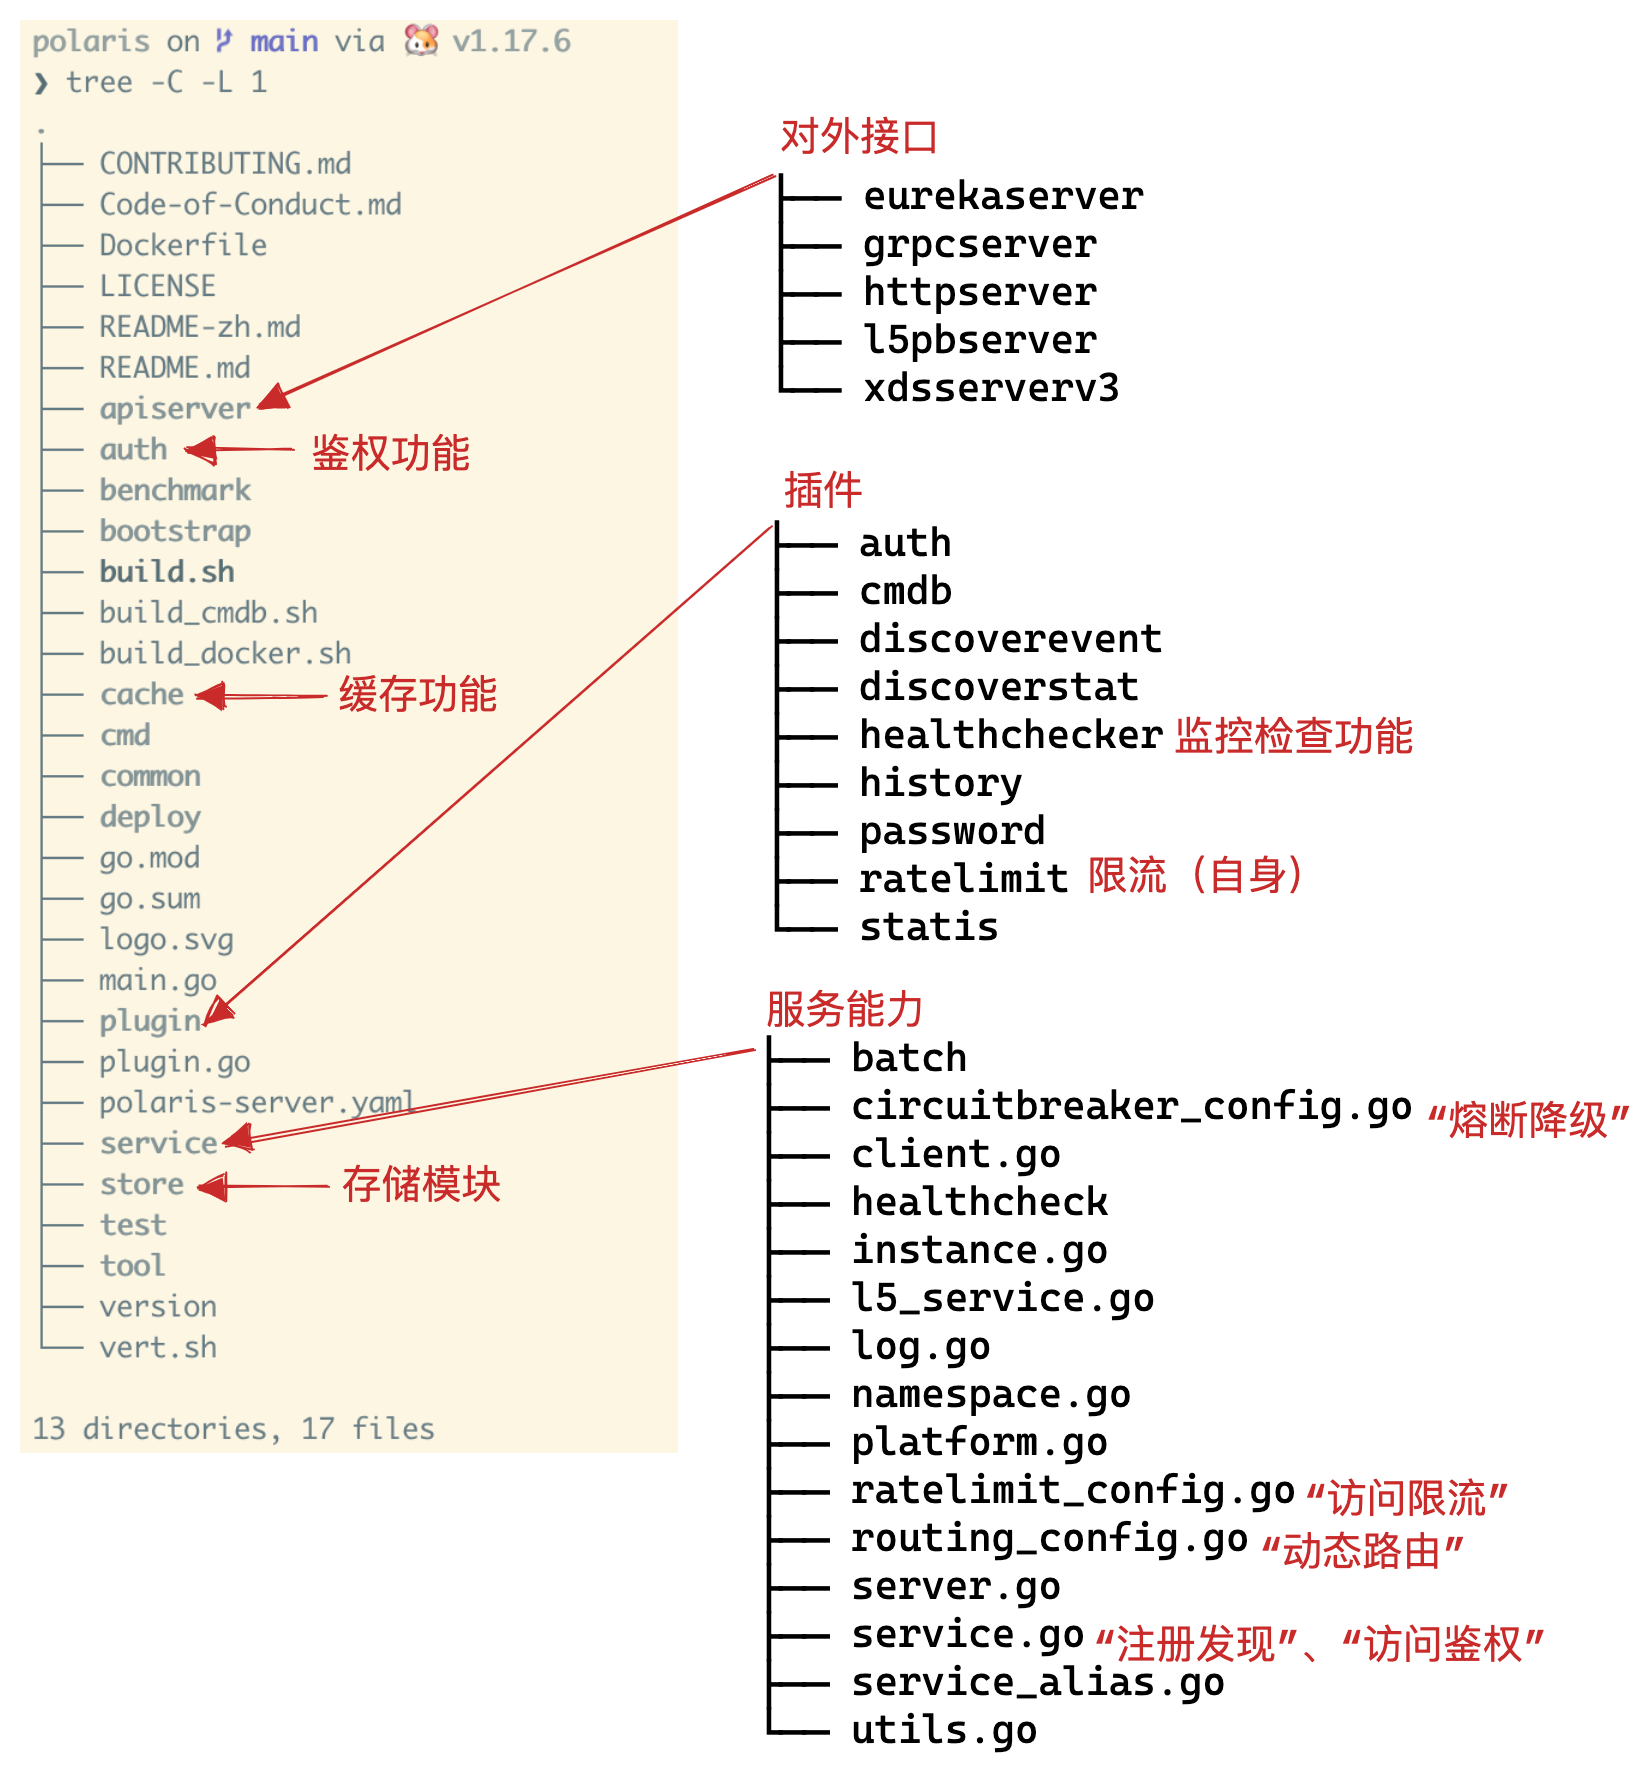 polaris on main via 🐹 v1.17.6
❯ tree -C -L 1
.
├── CONTRIBUTING.md
├── Code-of-Conduct.md
├── Dockerfile
├── LICENSE
├── README-zh.md
├── README.md
├── apiserver
├── auth 鉴权功能
├── benchmark
├── bootstrap
├── build.sh
├── build_cmdb.sh
├── build_docker.sh
├── cache 缓存功能
├── cmd
├── common
├── deploy
├── go.mod
├── go.sum
├── logo.svg
├── main.go
├── plugin
├── plugin.go
├── polaris-server.yaml
├── service
├── store 存储模块
├── test
├── tool
├── version
└── vert.sh
13 directories, 17 files
对外接口
├── eurekaserver
├── grpcserver
├── httpserver
├── l5pbserver
└── xdsserverv3
插件
├── auth
├── cmdb
├── discoverevent
├── discoverstat
├── healthchecker 监控检查功能
├── history
├── password
├── ratelimit 限流（自身）
└── statis
服务能力
├── batch
├── circuitbreaker_config.go “熔断降级”
├── client.go
├── healthcheck
├── instance.go
├── l5_service.go
├── log.go
├── namespace.go
├── platform.go
├── ratelimit_config.go “访问限流”
├── routing_config.go “动态路由”
├── server.go
├── service.go “注册发现”、“访问鉴权”
├── service_alias.go
└── utils.go